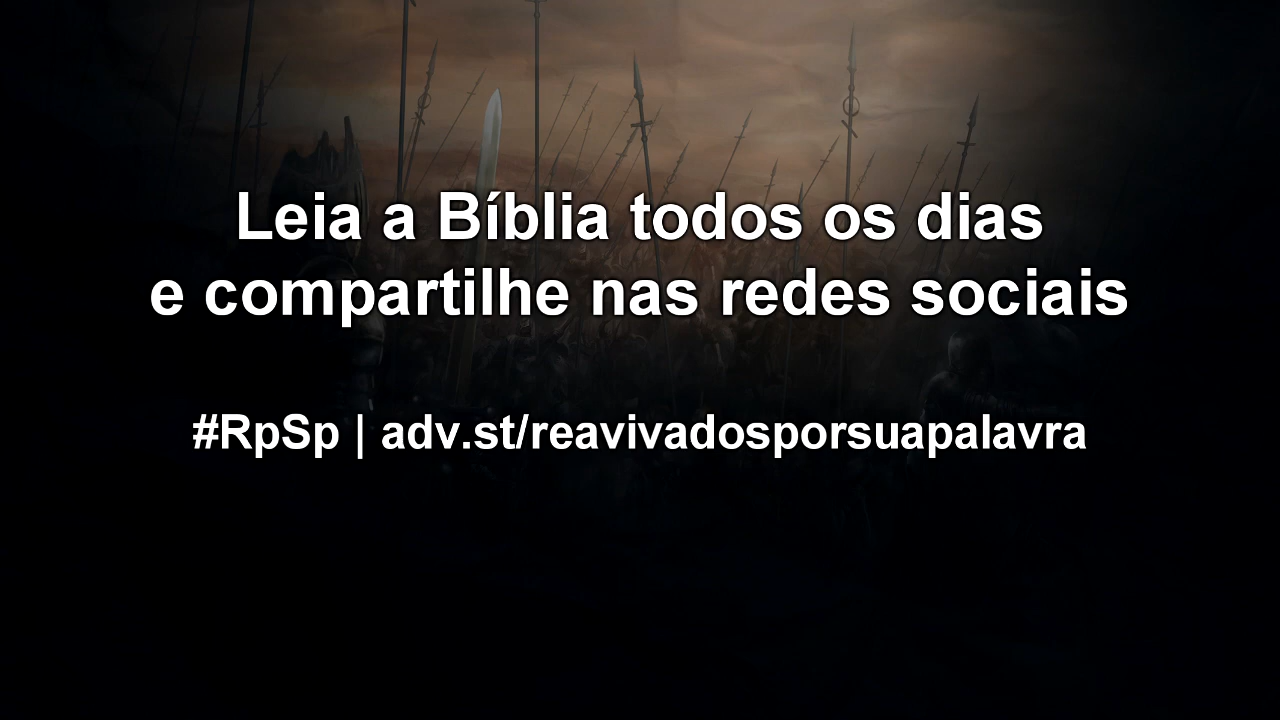 Leia a Bíblia todos os dias
e compartilhe nas redes sociais
#RpSp | adv.st/reavivadosporsuapalavra